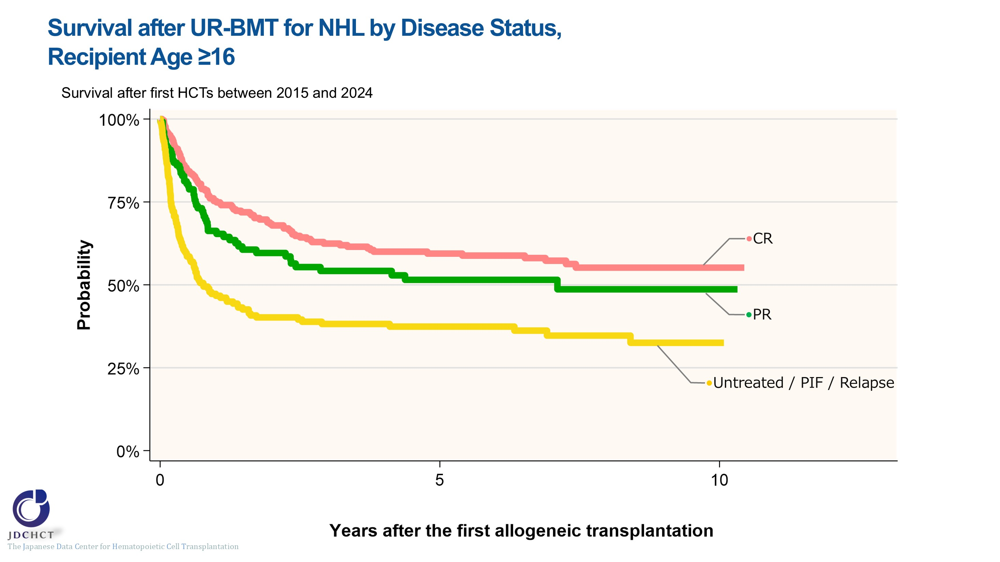 Survival after UR-BMT for NHL by Disease Status,
Recipient Age ≥16
Survival after first HCTs between 2015 and 2024
100%
75%
50%
25%
0%
Probability
CR
PR
Untreated / PIF / Relapse
0
5
10
Years after the first allogeneic transplantation
JDCHCT
The Japanese Data Center for Hematopoietic Cell Transplantation